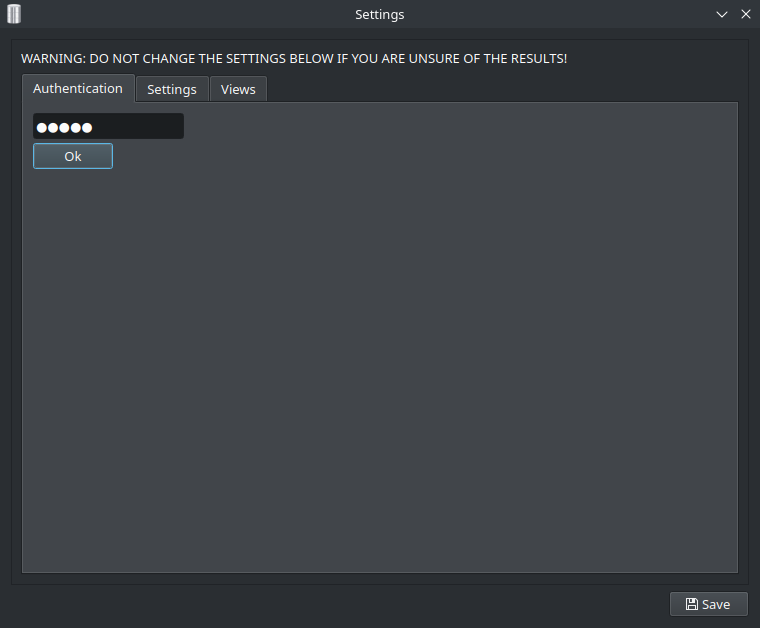 Settings
WARNING: DO NOT CHANGE THE SETTINGS BELOW IF YOU ARE UNSURE OF THE RESULTS!
Authentication Settings Views
●●●●●
Ok
Save